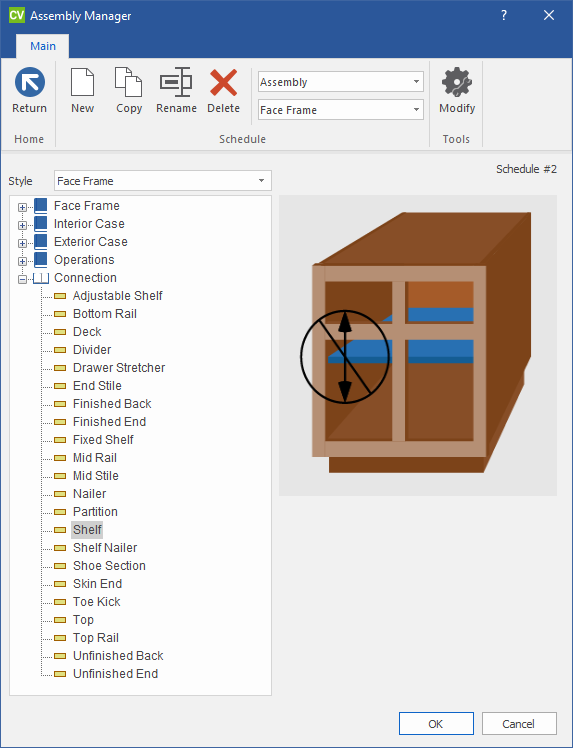 CV Assembly Manager ?
Main
Return New Copy Rename Delete Assembly Face Frame Modify
Home Schedule Tools
Schedule #2
Style Face Frame
Face Frame
Interior Case
Exterior Case
Operations
Connection
Adjustable Shelf
Bottom Rail
Deck
Divider
Drawer Stretcher
End Stile
Finished Back
Finished End
Fixed Shelf
Mid Rail
Mid Stile
Nailer
Partition
Shelf
Shelf Nailer
Shoe Section
Skin End
Toe Kick
Top
Top Rail
Unfinished Back
Unfinished End
OK Cancel